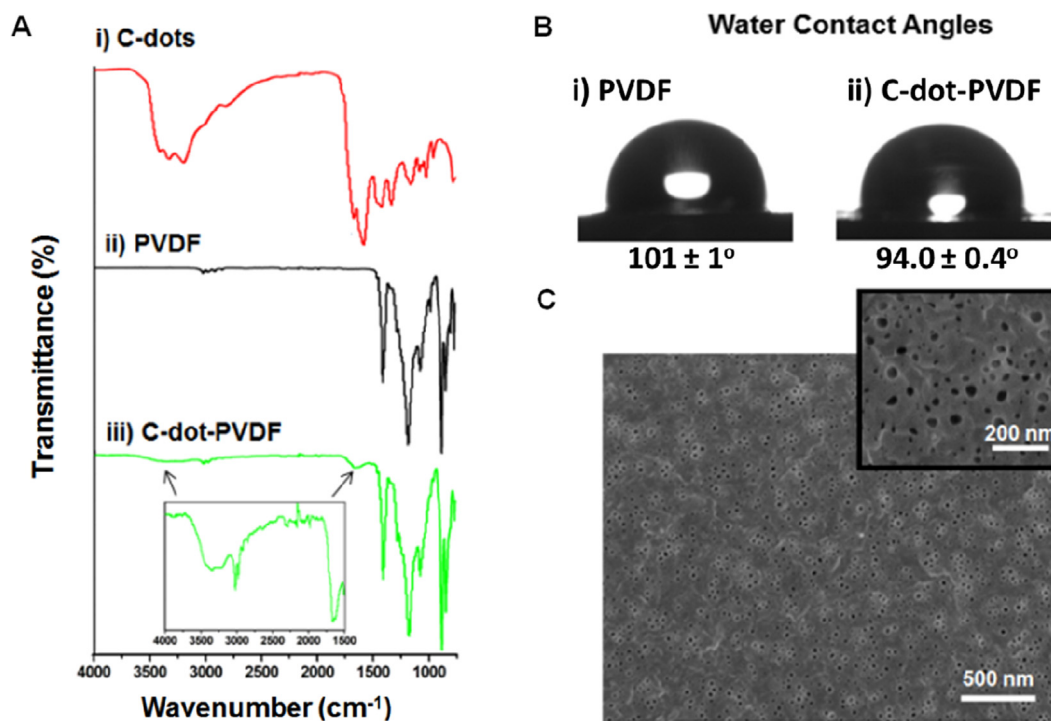 A
i) C-dots
ii) PVDF
iii) C-dot-PVDF
Transmittance (%)
4000 3500 3000 2500 2000 1500
4000 3500 3000 2500 2000 1500 1000
Wavenumber (cm⁻¹)
B
Water Contact Angles
i) PVDF
ii) C-dot-PVDF
101 ± 1º
94.0 ± 0.4º
C
200 nm
500 nm